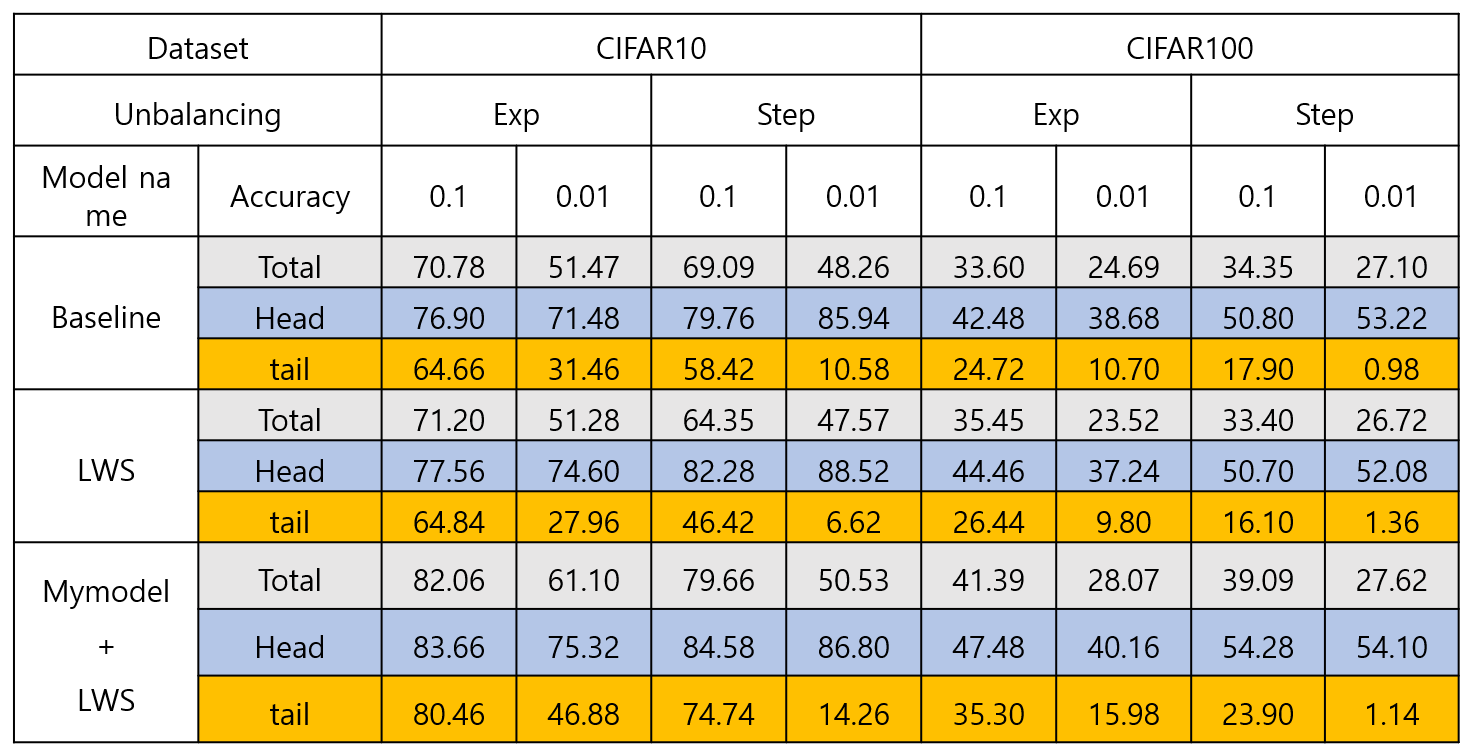 Dataset CIFAR10 CIFAR100
Unbalancing Exp Step Exp Step
Model na
me
Accuracy 0.1 0.01 0.1 0.01 0.1 0.01 0.1 0.01
Baseline
Total 70.78 51.47 69.09 48.26 33.60 24.69 34.35 27.10
Head 76.90 71.48 79.76 85.94 42.48 38.68 50.80 53.22
tail 64.66 31.46 58.42 10.58 24.72 10.70 17.90 0.98
LWS
Total 71.20 51.28 64.35 47.57 35.45 23.52 33.40 26.72
Head 77.56 74.60 82.28 88.52 44.46 37.24 50.70 52.08
tail 64.84 27.96 46.42 6.62 26.44 9.80 16.10 1.36
Mymodel
+
LWS
Total 82.06 61.10 79.66 50.53 41.39 28.07 39.09 27.62
Head 83.66 75.32 84.58 86.80 47.48 40.16 54.28 54.10
tail 80.46 46.88 74.74 14.26 35.30 15.98 23.90 1.14